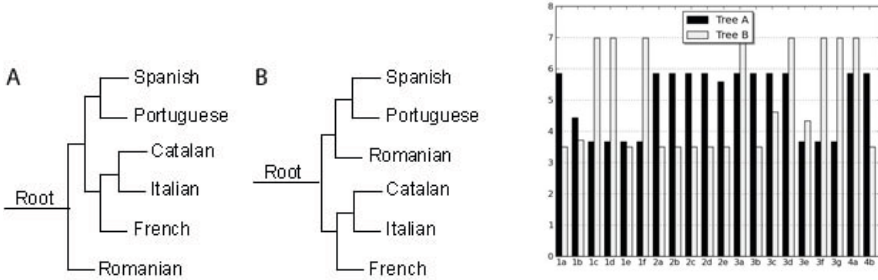 A
Spanish
Portuguese
Catalan
Italian
French
Romanian
Root
B
Spanish
Portuguese
Romanian
Catalan
Italian
French
Root
Tree A
Tree B
8
7
6
5
4
3
2
1
0
1a 1b 1c 1d 1e 1f 2a 2b 2c 2d 2e 3a 3b 3c 3d 3e 3f 3g 4a 4b